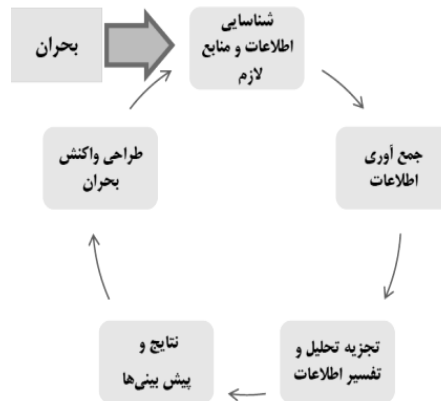 بحران
شناسایی
اطلاعات و منابع
لازم
جمع آوری
اطلاعات
تجزیه تحلیل و
تفسیر اطلاعات
نتایج و
پیش بینی‌ها
طراحی واکنش
بحران